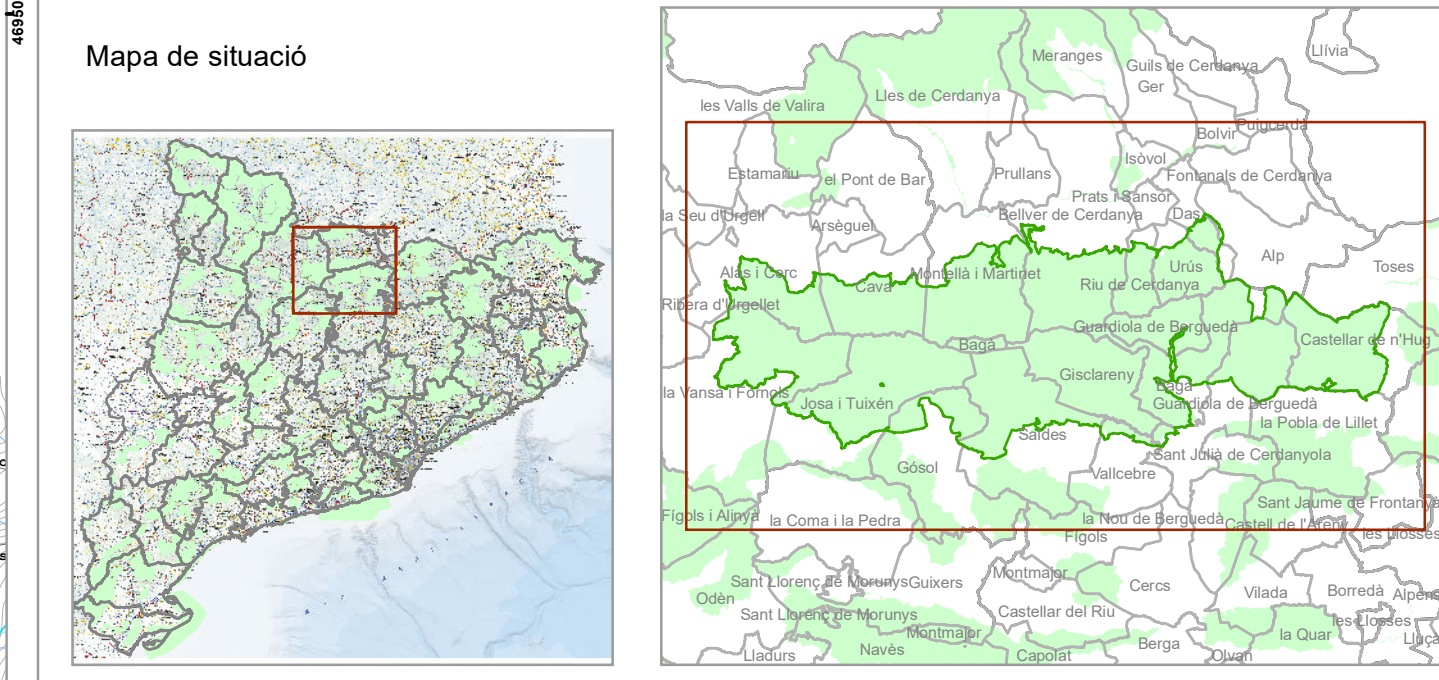 46950
Mapa de situació
Llívia
Meranges
Guils de Cerdanya
Ger
Lles de Cerdanya
les Valls de Valira
Puigcerdà
Bolvir
Isòvol
Estamariu
el Pont de Bar
Prullans
Fontanals de Cerdanya
Prats i Sansor
la Seu d'Urgell
Bellver de Cerdanya
Das
Arsèguel
Alp
Toses
Alàs i Cerc
Montellà i Martinet
Urús
Cava
Riu de Cerdanya
Ribera d'Urgellet
Guardiola de Berguedà
Castellar de n'Hug
Bagà
Gisclareny
Bagà
la Vansa i Fórnols
Josa i Tuixén
Guardiola de Berguedà
la Pobla de Lillet
Saldes
Sant Julià de Cerdanyola
Gósol
Vallcebre
Sant Jaume de Frontanyà
Fígols i Alinyà
la Coma i la Pedra
la Nou de Berguedà
Castell de l'Areny
Fígols
les Llosses
Montmajor
Sant Llorenç de Morunys
Guixers
Cercs
Odèn
Vilada
Borredà
Alpens
Sant Llorenç de Morunys
Castellar del Riu
les Llosses
Montmajor
la Quar
Lluçà
Navès
Berga
Lladurs
Capolat
Olvan